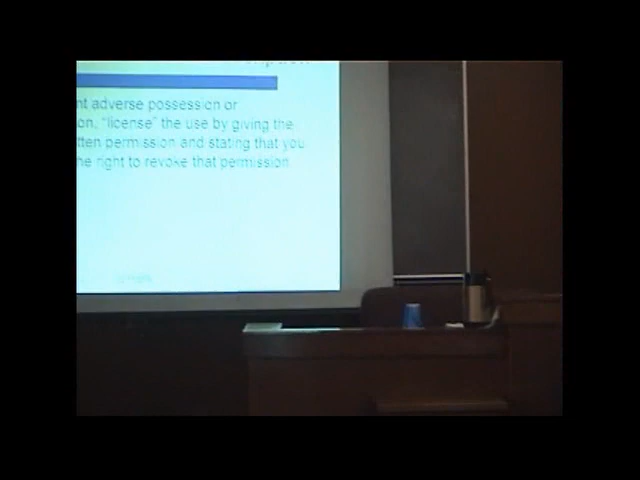 nt adverse possession or
on, “license” the use by giving the
tten permission and stating that you
he right to revoke that permission.